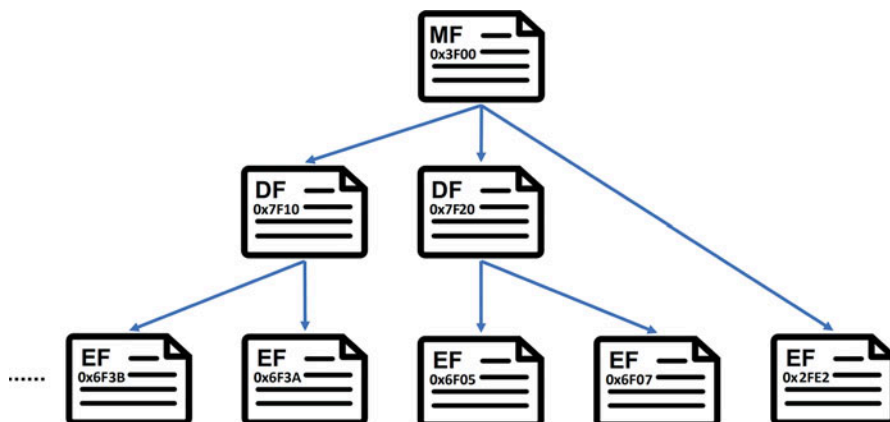 MF
0x3F00
DF
0x7F10
DF
0x7F20
EF
0x6F3B
EF
0x6F3A
EF
0x6F05
EF
0x6F07
EF
0x2FE2
......